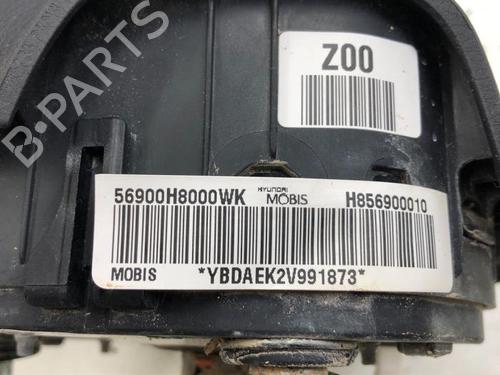 B-PARTS
Z00
56900H8000WK HYUNDAI MOBIS H856900010
MOBIS *YBDAEK2V991873*